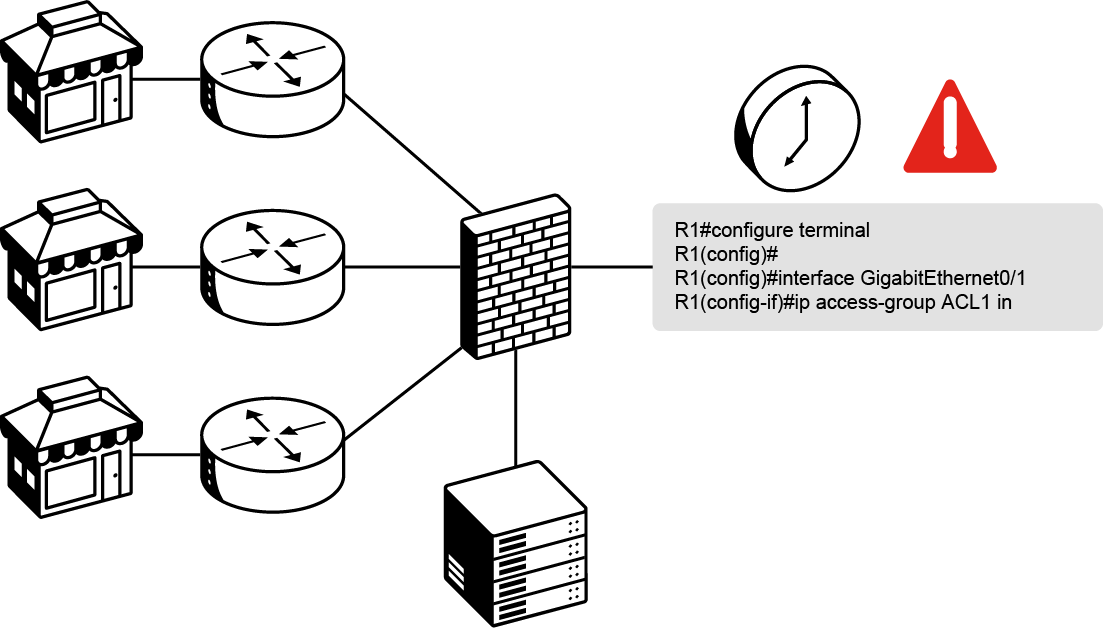 R1#configure terminal
R1(config)#
R1(config)#interface GigabitEthernet0/1
R1(config-if)#ip access-group ACL1 in